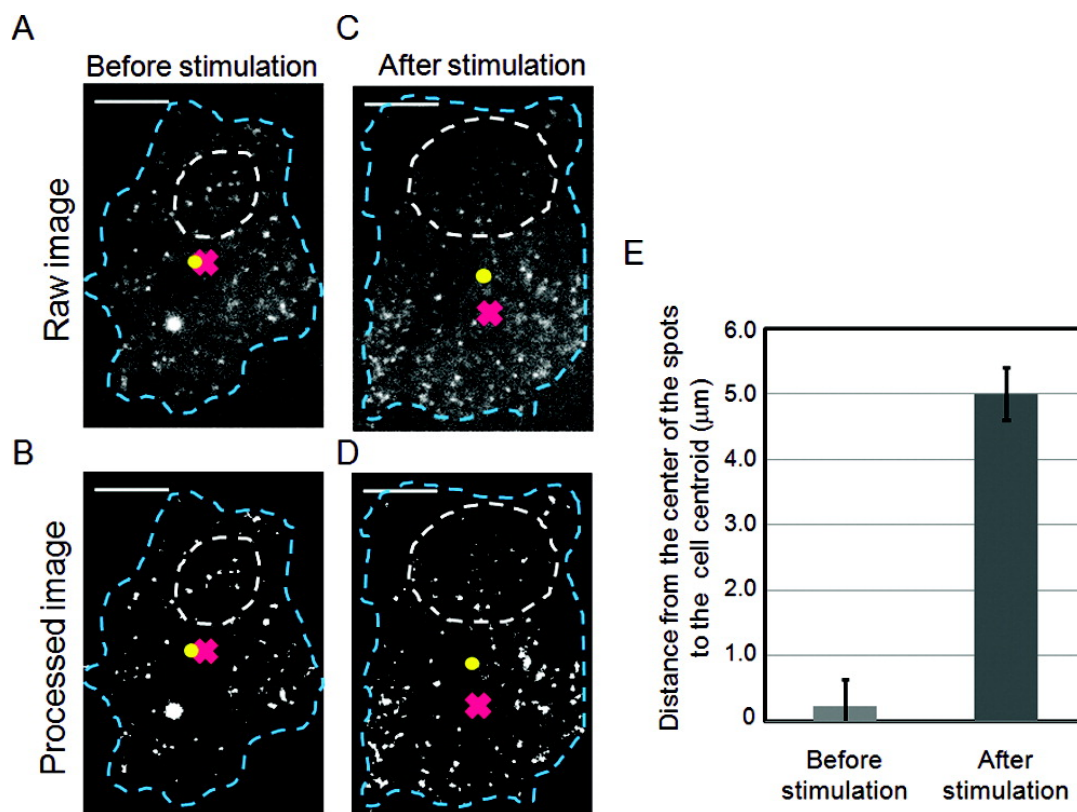 A
Before stimulation
C
After stimulation
Raw image
B
D
Processed image
E
Distance from the center of the spots
to the cell centroid (µm)
6.0
5.0
4.0
3.0
2.0
1.0
0
Before
stimulation
After
stimulation